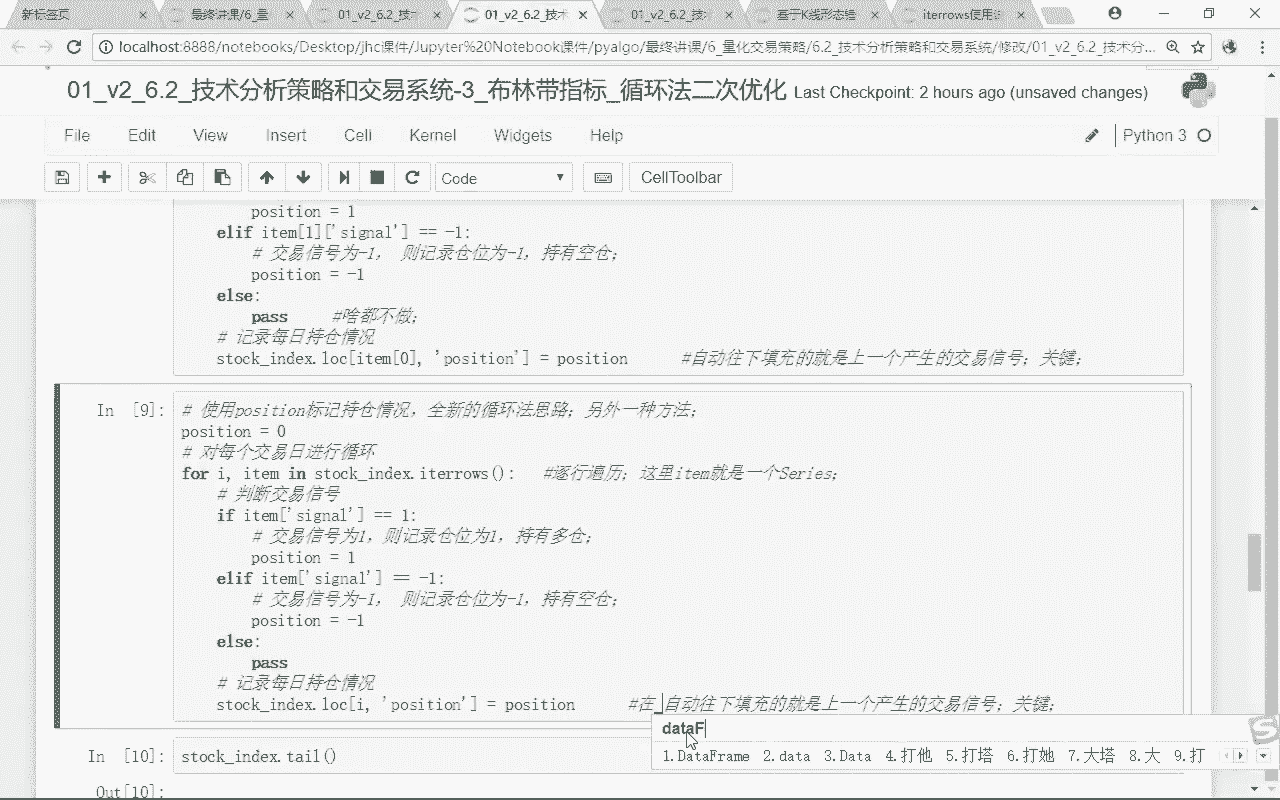 新标签页
最终讲课/6_量
01_v2_6.2_技
01_v2_6.2_技术
01_v2_6.2_技
基于K线形态
iterrows使用
localhost:8888/notebooks/Desktop/jhc课件/Jupyter%20Notebook课件/pyalgo/最终讲课/6_量化交易策略/6.2_技术分析策略和交易系统/修改/01_v2_6.2_技术分...
01_v2_6.2_技术分析策略和交易系统-3_布林带指标_循环法二次优化 Last Checkpoint: 2 hours ago (unsaved changes)
File Edit View Insert Cell Kernel Widgets Help Python 3
Code CellToolbar
position = 1
elif item[1]['signal'] == -1:
# 交易信号为-1， 则记录仓位为-1，持有空仓；
position = -1
else:
pass #啥都不做；
# 记录每日持仓情况
stock_index.loc[item[0], 'position'] = position #自动往下填充的就是上一个产生的交易信号；关键；
In [9]: # 使用position标记持仓情况，全新的循环法思路；另外一种方法；
position = 0
# 对每个交易日进行循环
for i, item in stock_index.iterrows(): #逐行遍历；这里item就是一个Series；
# 判断交易信号
if item['signal'] == 1:
# 交易信号为1，则记录仓位为1，持有多仓；
position = 1
elif item['signal'] == -1:
# 交易信号为-1， 则记录仓位为-1，持有空仓；
position = -1
else:
pass
# 记录每日持仓情况
stock_index.loc[i, 'position'] = position #在 自动往下填充的就是上一个产生的交易信号；关键；
dataF
1.DataFrame 2.data 3.Data 4.打他 5.打塔 6.打她 7.大塔 8.大 9.打
In [10]: stock_index.tail()
Out[10]: